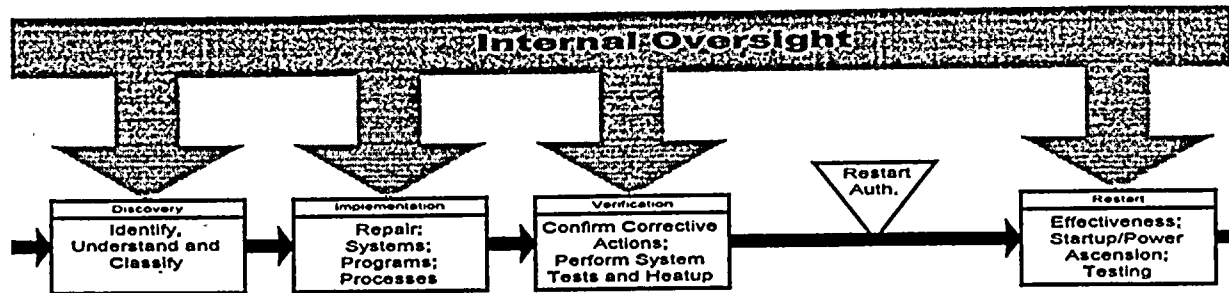 Internal Oversight
Restart
Auth.
Discovery
Identify,
Understand and
Classify
Implementation
Repair;
Systems;
Programs;
Processes
Verification
Confirm Corrective
Actions;
Perform System
Tests and Heatup
Restart
Effectiveness;
Startup/Power
Ascension;
Testing